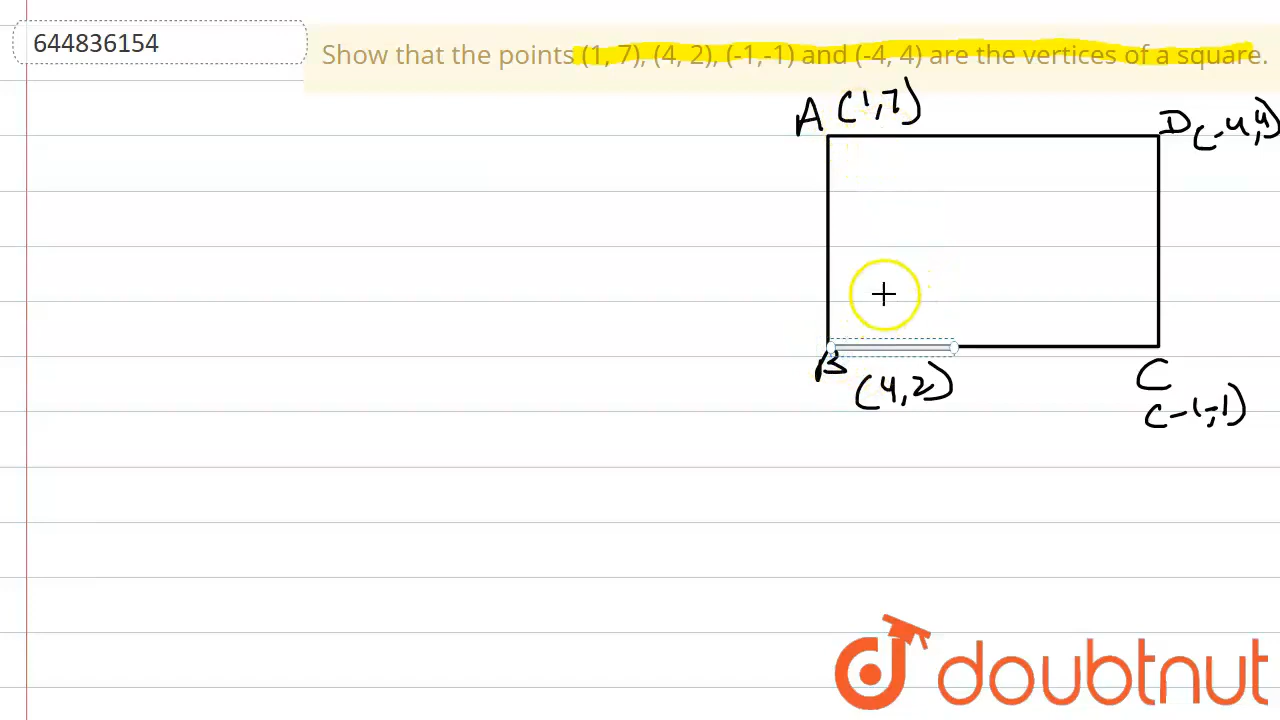 644836154
Show that the points (1, 7), (4, 2), (-1,-1) and (-4, 4) are the vertices of a square.
A (1,7)
D (-4,4)
B
(4,2)
C
(-1,-1)
doubtnut